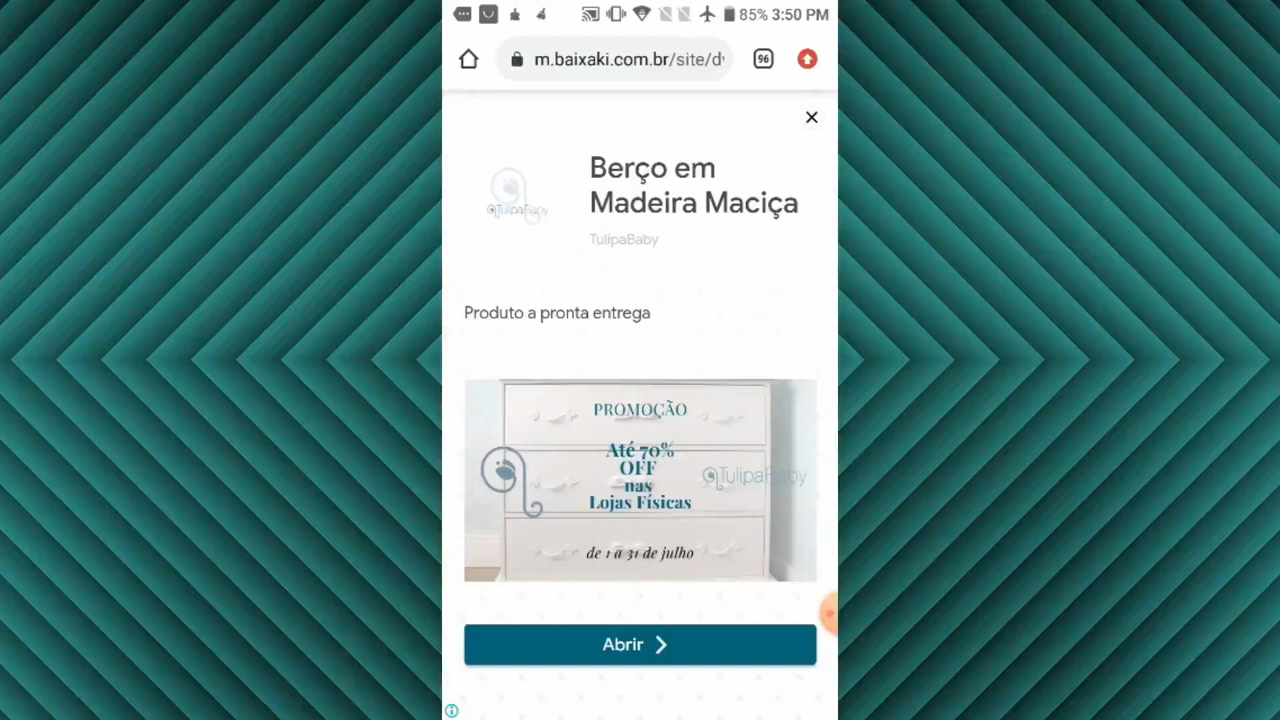 85% 3:50 PM
m.baixaki.com.br/site/d
96
Berço em
Madeira Maciça
TulipaBaby
TulipaBaby
Produto a pronta entrega
PROMOÇÃO
Até 70%
OFF
nas
Lojas Físicas
TulipaBaby
de 1 a 31 de julho
Abrir